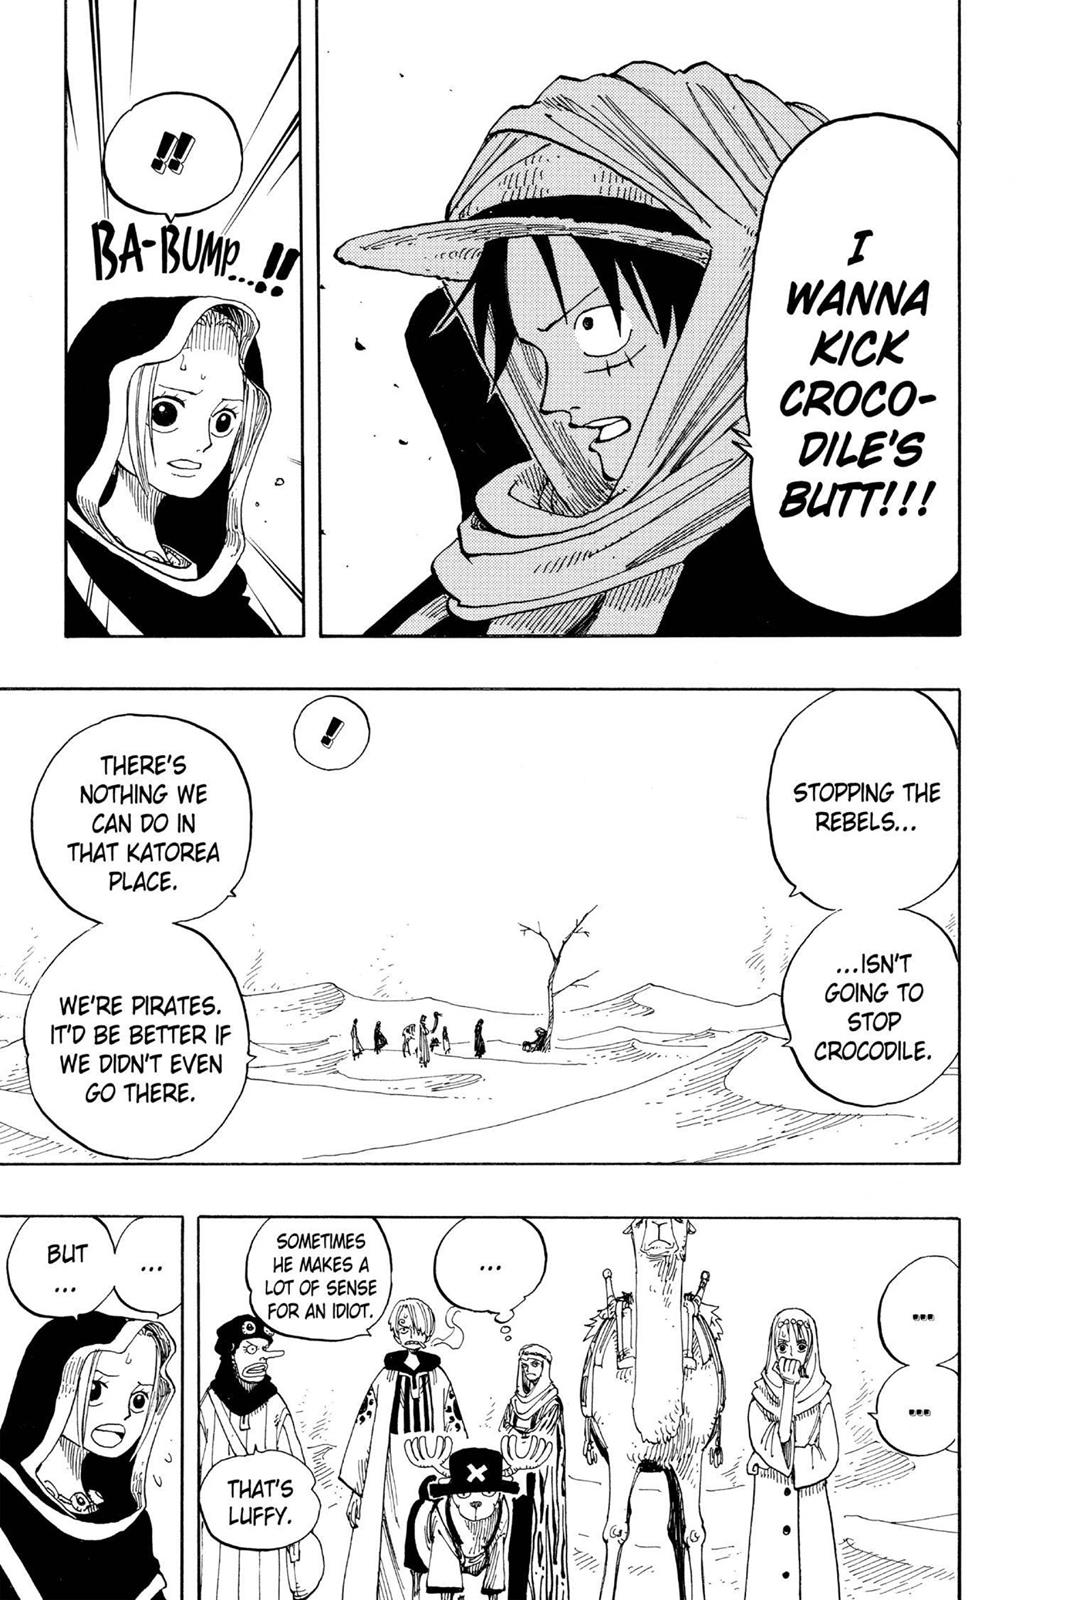 I
WANNA
KICK
CROCO-
DILE'S
BUTT!!!
!!
BA-BUMP...!!
STOPPING THE
REBELS...
...ISN'T
GOING TO
STOP
CROCODILE.
!
THERE'S
NOTHING WE
CAN DO IN
THAT KATOREA
PLACE.
WE'RE PIRATES.
IT'D BE BETTER IF
WE DIDN'T EVEN
GO THERE.
...
...
...
SOMETIMES
HE MAKES A
LOT OF SENSE
FOR AN IDIOT.
THAT'S
LUFFY.
...
BUT
...